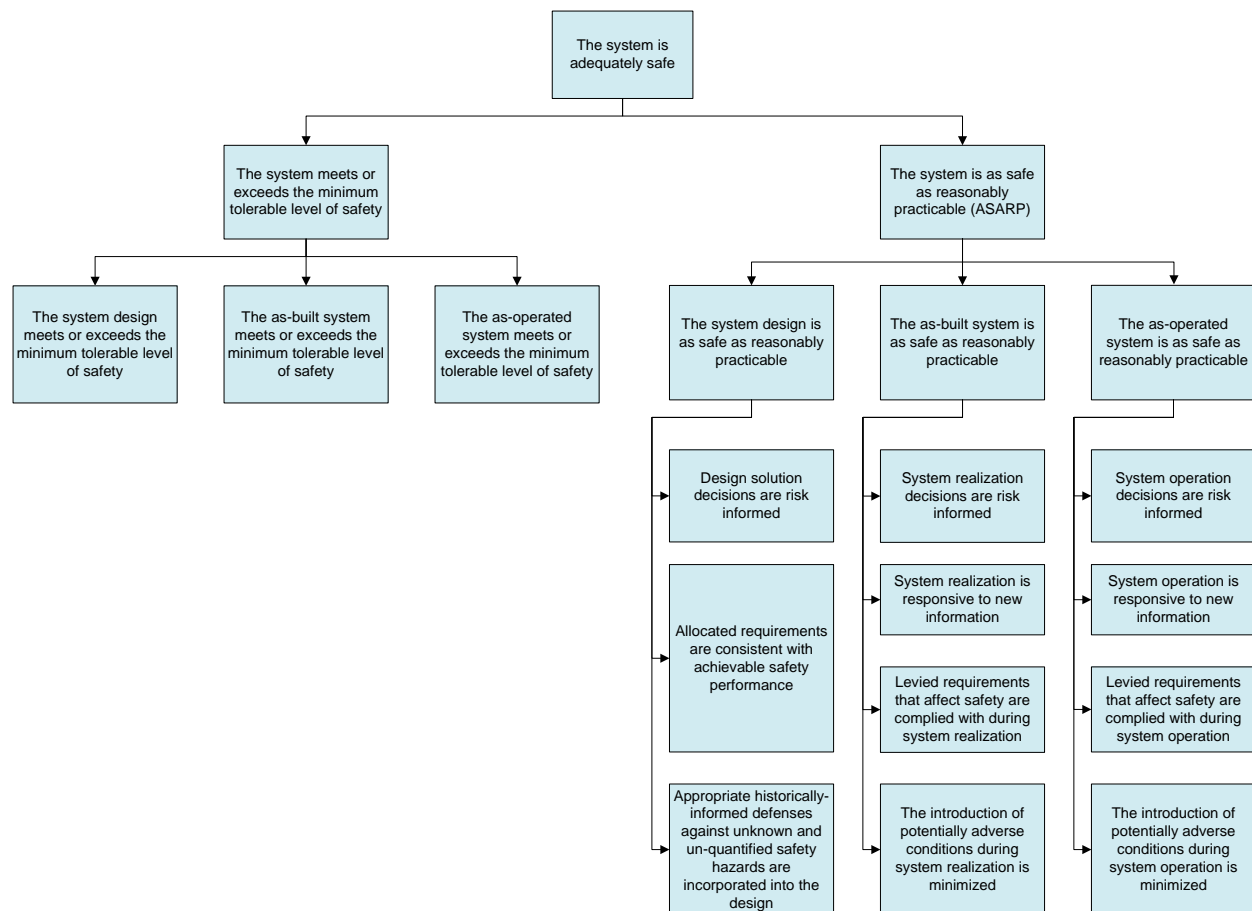 The system is
adequately safe
The system meets or
exceeds the minimum
tolerable level of safety
The system is as safe
as reasonably
practicable (ASARP)
The system design
meets or exceeds the
minimum tolerable level
of safety
The as-built system
meets or exceeds the
minimum tolerable level
of safety
The as-operated
system meets or
exceeds the minimum
tolerable level of safety
The system design is
as safe as reasonably
practicable
The as-built system is
as safe as reasonably
practicable
The as-operated
system is as safe as
reasonably practicable
Design solution
decisions are risk
informed
System realization
decisions are risk
informed
System operation
decisions are risk
informed
Allocated requirements
are consistent with
achievable safety
performance
System realization is
responsive to new
information
System operation is
responsive to new
information
Levied requirements
that affect safety are
complied with during
system realization
Levied requirements
that affect safety are
complied with during
system operation
Appropriate historically-
informed defenses
against unknown and
un-quantified safety
hazards are
incorporated into the
design
The introduction of
potentially adverse
conditions during
system realization is
minimized
The introduction of
potentially adverse
conditions during
system operation is
minimized